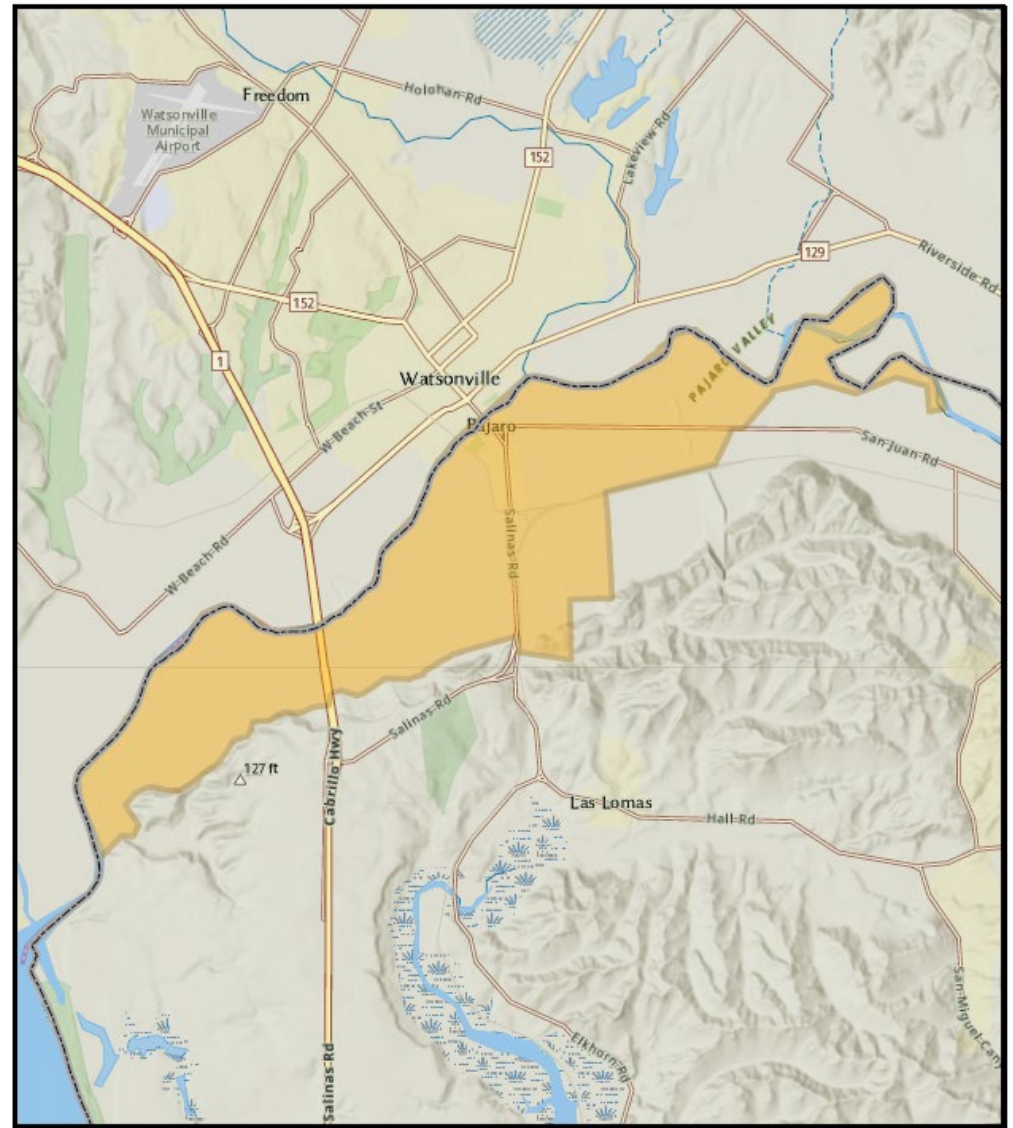 Freedom
Holohan Rd
Watsonville
Municipal
Airport
152
Lakeview Rd
129
Riverside Rd
152
1
PAJARO VALLEY
Watsonville
W Beach St
Pajaro
San Juan Rd
W Beach Rd
Salinas Rd
Salinas Rd
127 ft
Cabrillo Hwy
Las Lomas
Hall Rd
San Miguel Cany
Elkhorn Rd
Salinas Rd